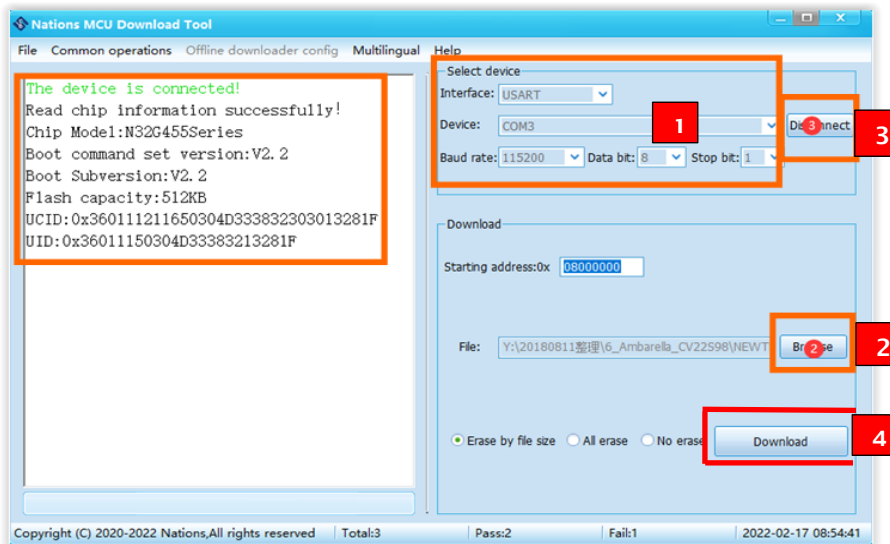 Nations MCU Download Tool
File Common operations Offline downloader config Multilingual Help
The device is connected!
Read chip information successfully!
Chip Model:N32G455Series
Boot command set version:V2.2
Boot Subversion:V2.2
Flash capacity:512KB
UCID:0x360111211650304D333832303013281F
UID:0x36011150304D33383213281F
Select device
Interface: USART
1
Device: COM3
3
3
Baud rate: 115200 Data bit: 8 Stop bit: 1
Download
Starting address:0x 08000000
File: Y:\20180811整理\6_Ambarella_CV22S98\NEWT
2
2
Erase by file size All erase No erase Download
4
Copyright (C) 2020-2022 Nations,All rights reserved Total:3 Pass:2 Fail:1 2022-02-17 08:54:41